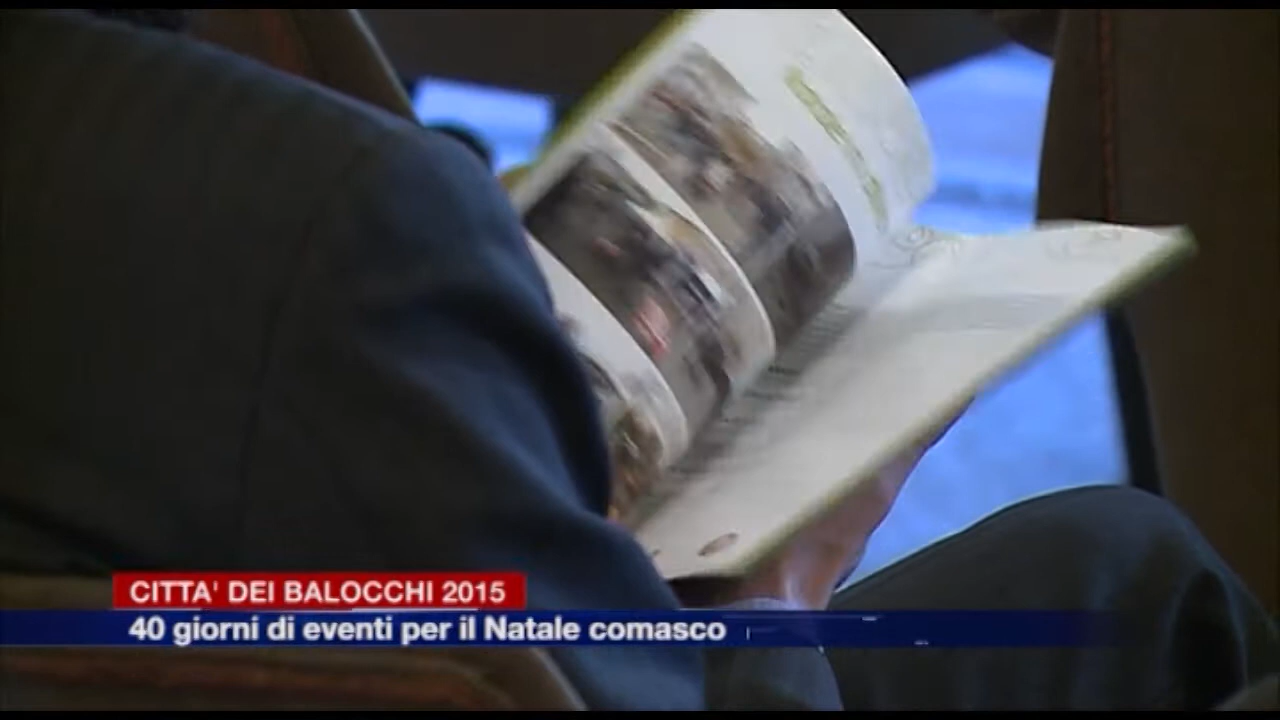 CITTA' DEI BALOCCHI 2015
40 giorni di eventi per il Natale comasco